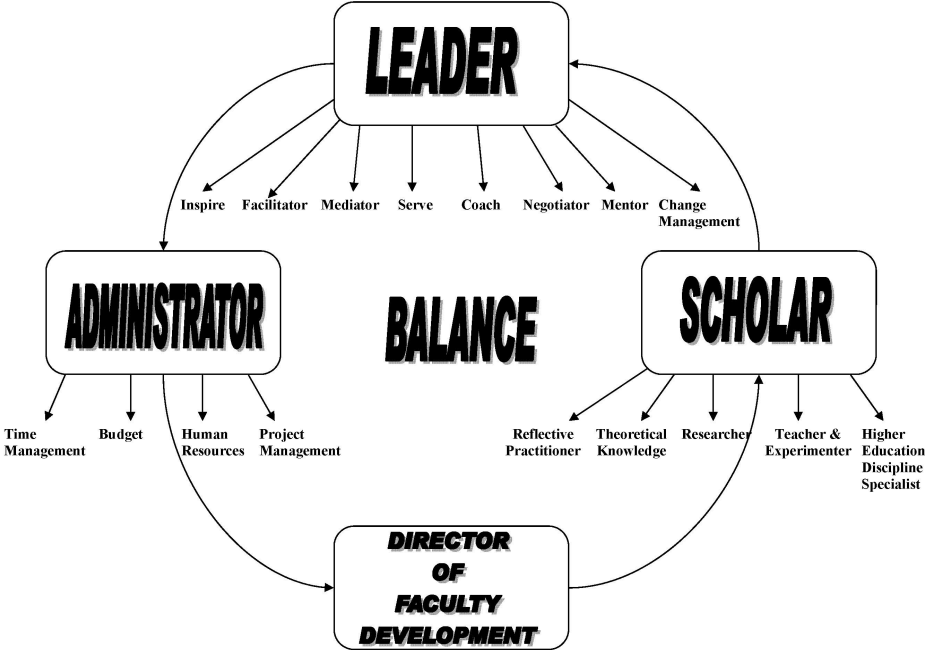 LEADER
Inspire
Facilitator
Mediator
Serve
Coach
Negotiator
Mentor
Change
Management
ADMINISTRATOR
BALANCE
SCHOLAR
Time
Management
Budget
Human
Resources
Project
Management
Reflective
Practitioner
Theoretical
Knowledge
Researcher
Teacher &
Experimenter
Higher
Education
Discipline
Specialist
DIRECTOR
OF
FACULTY
DEVELOPMENT